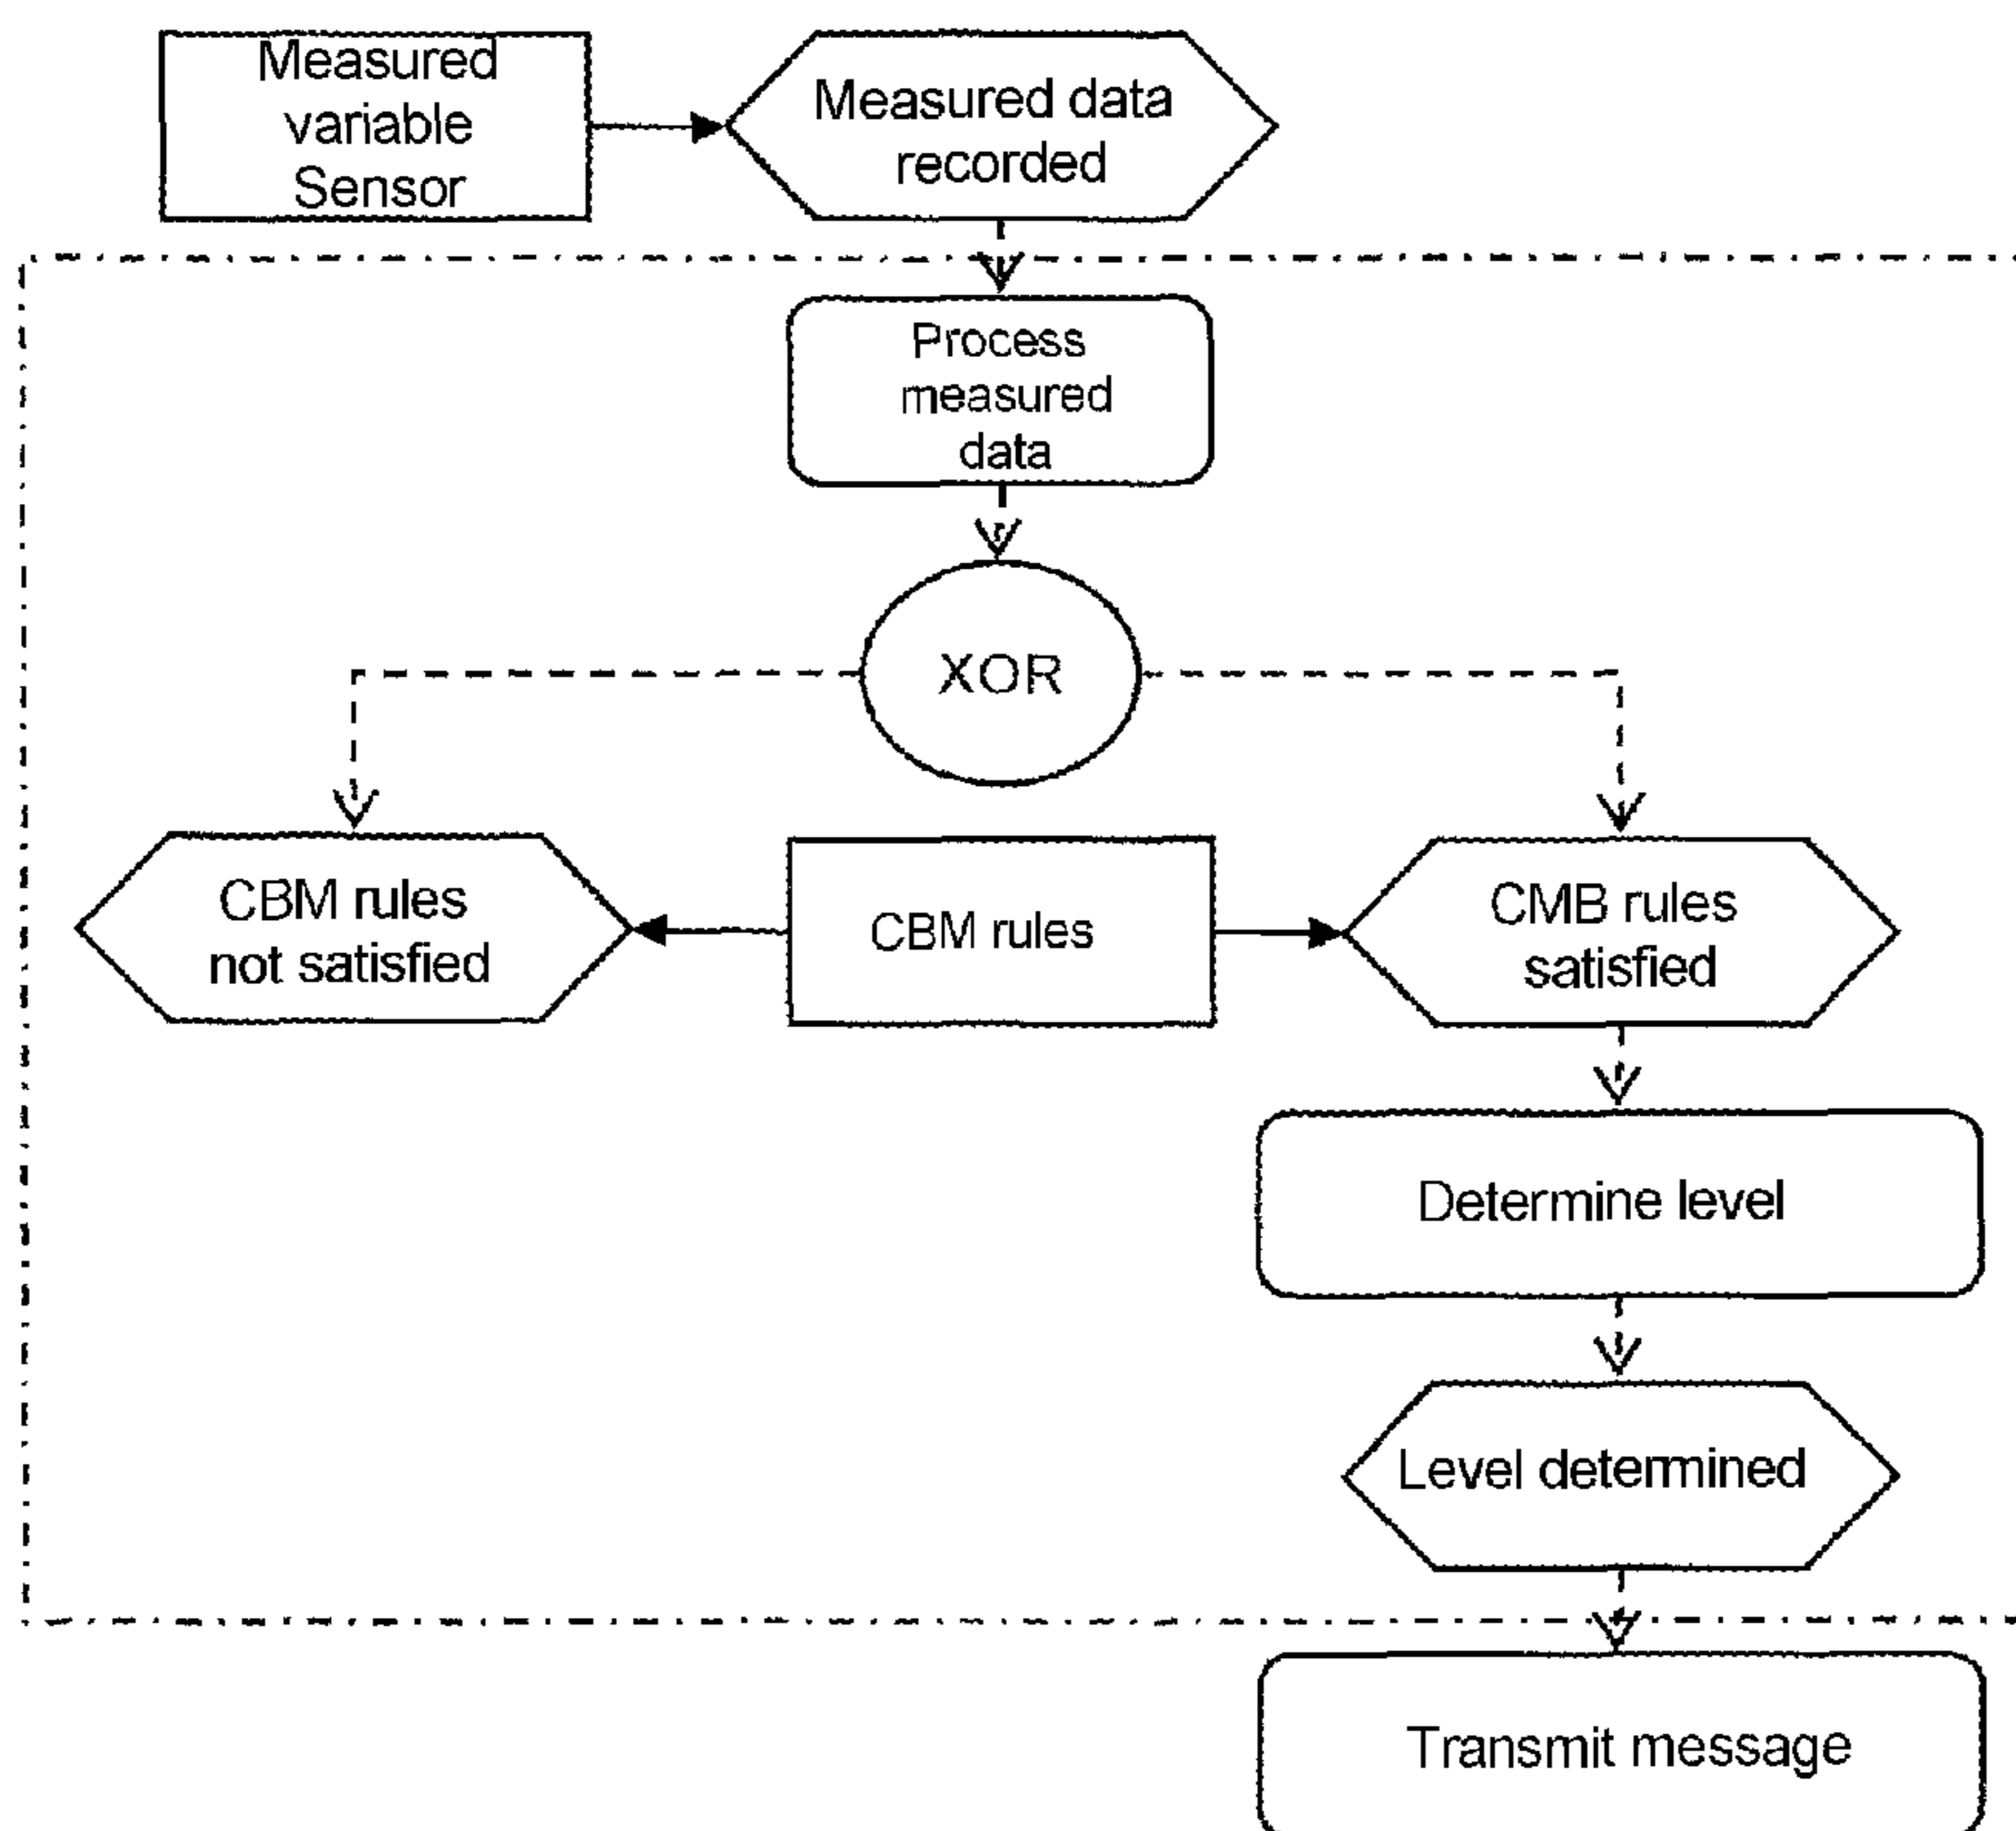 Measured
variable
Sensor
Measured data
recorded
Process
measured
data
XOR
CBM rules
not satisfied
CBM rules
CMB rules
satisfied
Determine level
Level determined
Transmit message